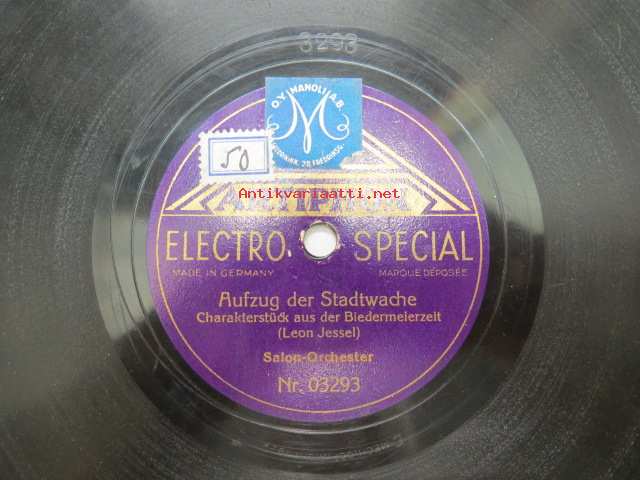 3293
O.Y. MANOLI A.B.
M
50
Antikvariaatti.net
ELECTRO SPECIAL
MADE IN GERMANY MARQUE DÉPOSÉE
Aufzug der Stadtwache
Charakterstück aus der Biedermeierzeit
(Leon Jessel)
Salon-Orchester
Nr. 03293